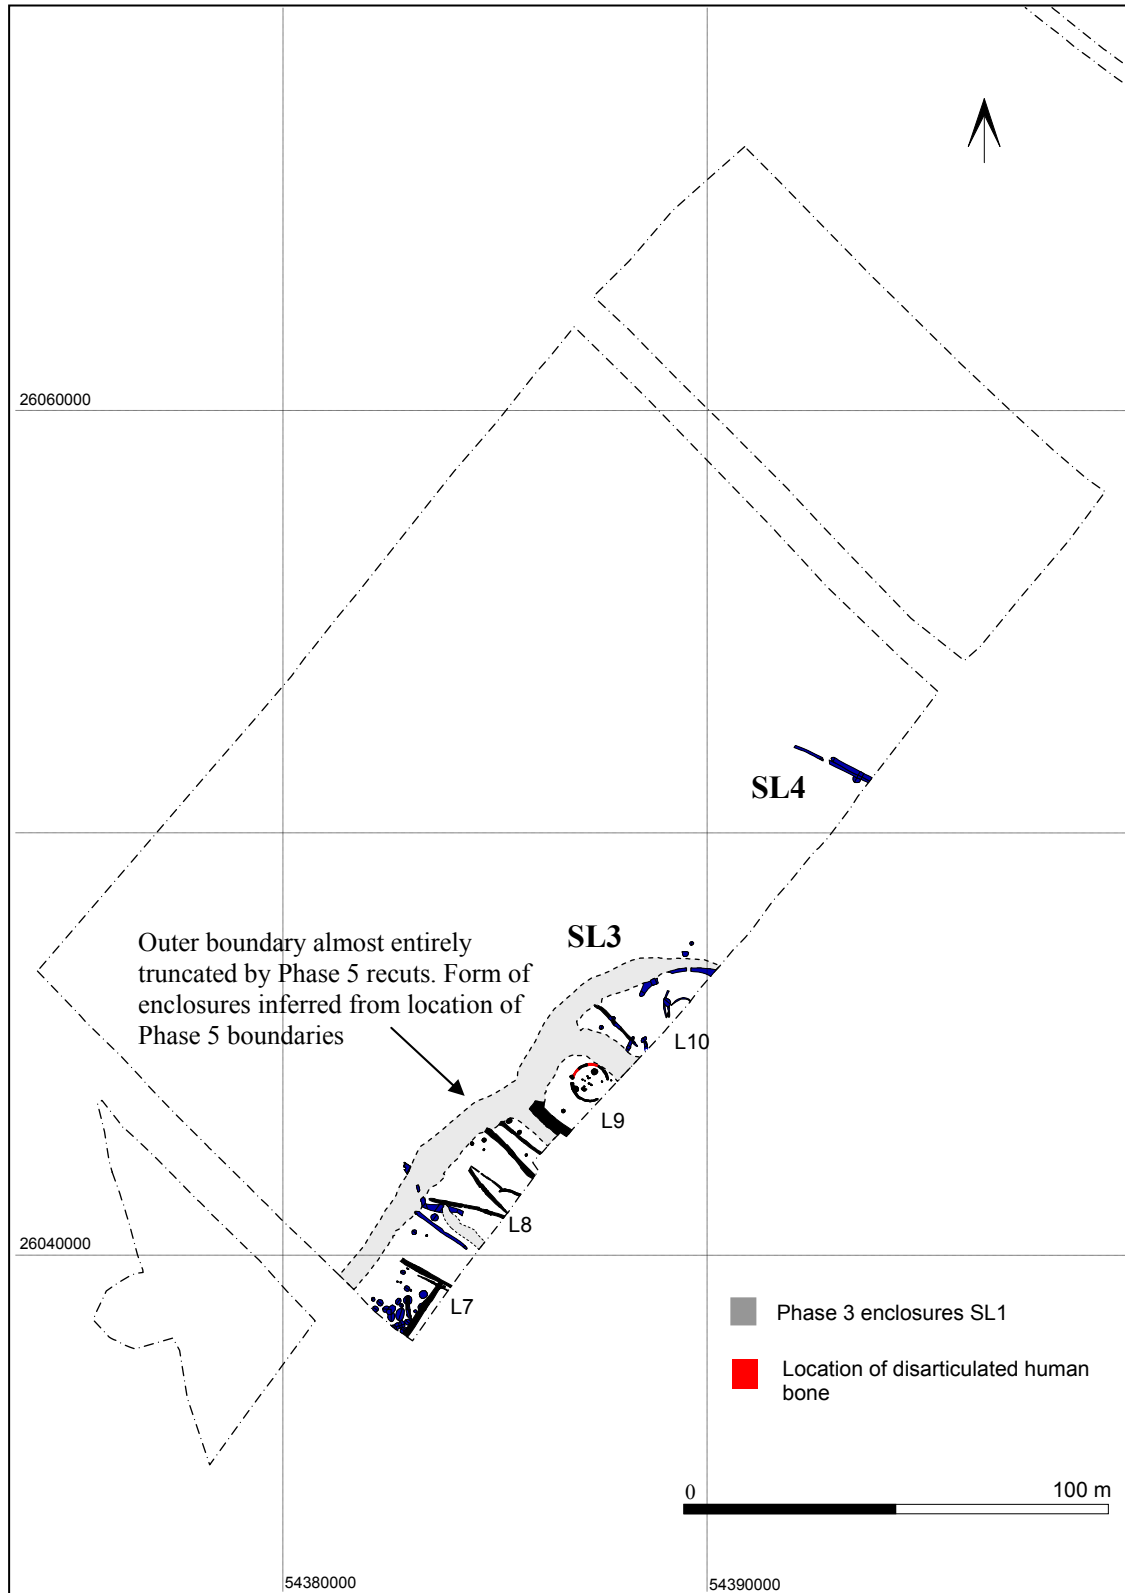 26060000
SL4
SL3
Outer boundary almost entirely
truncated by Phase 5 recuts. Form of
enclosures inferred from location of
Phase 5 boundaries
L10
L9
L8
26040000
L7
Phase 3 enclosures SL1
Location of disarticulated human
bone
0 100 m
54380000
54390000